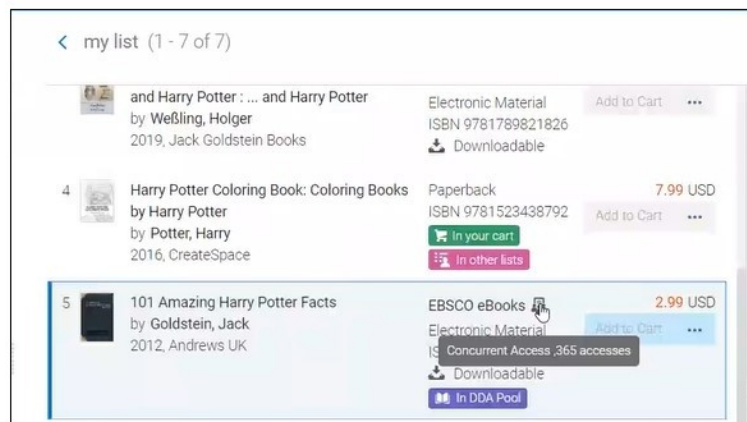 my list (1 - 7 of 7)
and Harry Potter : ... and Harry Potter
by Weßling, Holger
2019, Jack Goldstein Books
Electronic Material
ISBN 9781789821826
Downloadable
Add to Cart
4
Harry Potter Coloring Book: Coloring Books
by Harry Potter
by Potter, Harry
2016, CreateSpace
Paperback
ISBN 9781523438792
In your cart
In other lists
7.99 USD
Add to Cart
5
101 Amazing Harry Potter Facts
by Goldstein, Jack
2012, Andrews UK
EBSCO eBooks
Electronic Material
Concurrent Access ,365 accesses
Downloadable
In DDA Pool
2.99 USD
Add to Cart